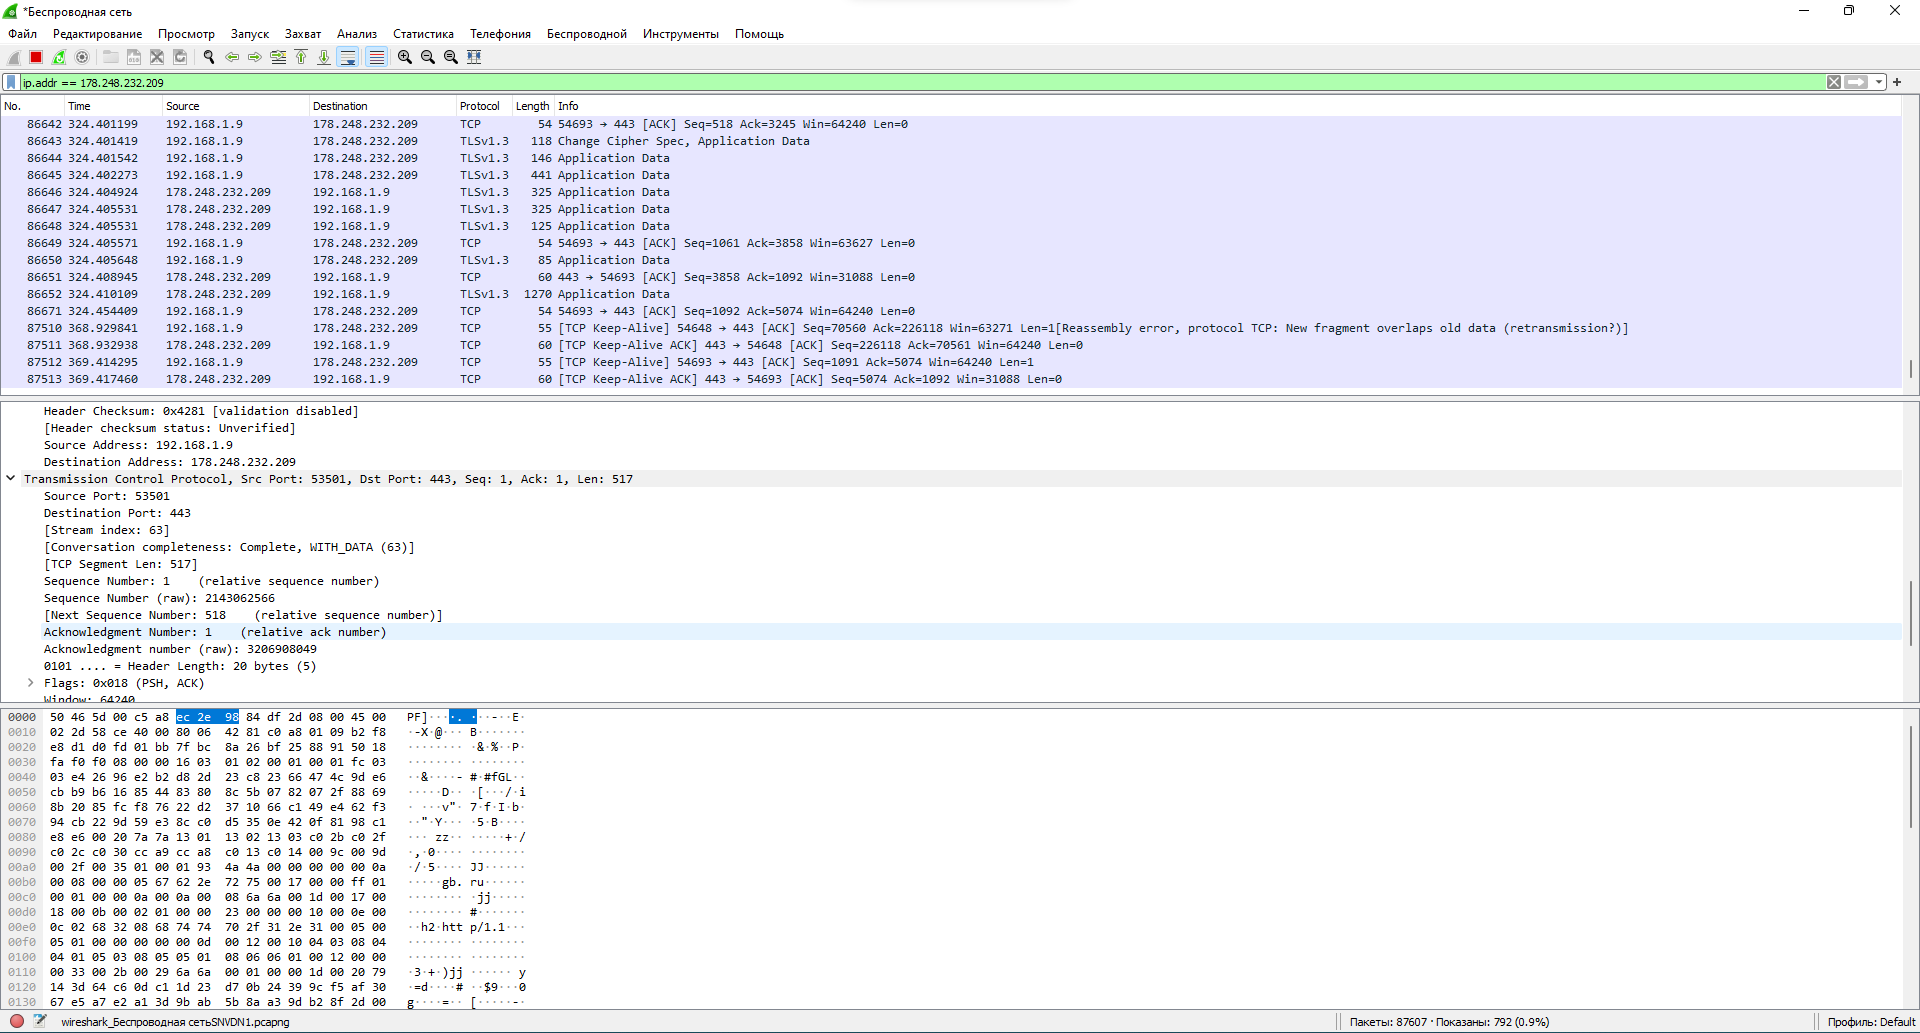 *Беспроводная сеть
Файл Редактирование Просмотр Запуск Захват Анализ Статистика Телефония Беспроводной Инструменты Помощь
ip.addr == 178.248.232.209
No. Time Source Destination Protocol Length Info
86642 324.401199 192.168.1.9 178.248.232.209 TCP 54 54693 → 443 [ACK] Seq=518 Ack=3245 Win=64240 Len=0
86643 324.401419 192.168.1.9 178.248.232.209 TLSv1.3 118 Change Cipher Spec, Application Data
86644 324.401542 192.168.1.9 178.248.232.209 TLSv1.3 146 Application Data
86645 324.402273 192.168.1.9 178.248.232.209 TLSv1.3 441 Application Data
86646 324.404924 178.248.232.209 192.168.1.9 TLSv1.3 325 Application Data
86647 324.405531 178.248.232.209 192.168.1.9 TLSv1.3 325 Application Data
86648 324.405531 178.248.232.209 192.168.1.9 TLSv1.3 125 Application Data
86649 324.405571 192.168.1.9 178.248.232.209 TCP 54 54693 → 443 [ACK] Seq=1061 Ack=3858 Win=63627 Len=0
86650 324.405648 192.168.1.9 178.248.232.209 TLSv1.3 85 Application Data
86651 324.408945 178.248.232.209 192.168.1.9 TCP 60 443 → 54693 [ACK] Seq=3858 Ack=1092 Win=31088 Len=0
86652 324.410109 178.248.232.209 192.168.1.9 TLSv1.3 1270 Application Data
86671 324.454409 192.168.1.9 178.248.232.209 TCP 54 54693 → 443 [ACK] Seq=1092 Ack=5074 Win=64240 Len=0
87510 368.929841 192.168.1.9 178.248.232.209 TCP 55 [TCP Keep-Alive] 54648 → 443 [ACK] Seq=70560 Ack=226118 Win=63271 Len=1[Reassembly error, protocol TCP: New fragment overlaps old data (retransmission?)]
87511 368.932938 178.248.232.209 192.168.1.9 TCP 60 [TCP Keep-Alive ACK] 443 → 54648 [ACK] Seq=226118 Ack=70561 Win=64240 Len=0
87512 369.414295 192.168.1.9 178.248.232.209 TCP 55 [TCP Keep-Alive] 54693 → 443 [ACK] Seq=1091 Ack=5074 Win=64240 Len=1
87513 369.417460 178.248.232.209 192.168.1.9 TCP 60 [TCP Keep-Alive ACK] 443 → 54693 [ACK] Seq=5074 Ack=1092 Win=31088 Len=0
Header Checksum: 0x4281 [validation disabled]
[Header checksum status: Unverified]
Source Address: 192.168.1.9
Destination Address: 178.248.232.209
Transmission Control Protocol, Src Port: 53501, Dst Port: 443, Seq: 1, Ack: 1, Len: 517
Source Port: 53501
Destination Port: 443
[Stream index: 63]
[Conversation completeness: Complete, WITH_DATA (63)]
[TCP Segment Len: 517]
Sequence Number: 1 (relative sequence number)
Sequence Number (raw): 2143062566
[Next Sequence Number: 518 (relative sequence number)]
Acknowledgment Number: 1 (relative ack number)
Acknowledgment number (raw): 3206908049
0101 .... = Header Length: 20 bytes (5)
Flags: 0x018 (PSH, ACK)
Window: 64240
0000 50 46 5d 00 c5 a8 ec 2e 98 84 df 2d 08 00 45 00 PF]····.···-··E·
0010 02 2d 58 ce 40 00 80 06 42 81 c0 a8 01 09 b2 f8 ·-X·@···B·······
0020 e8 d1 d0 fd 01 bb 7f bc 8a 26 bf 25 88 91 50 18 ·········&·%··P·
0030 fa f0 f0 08 00 00 16 03 01 02 00 01 00 01 fc 03 ················
0040 03 e4 26 96 e2 b2 d8 2d 23 c8 23 66 47 4c 9d e6 ··&····-#·#fGL··
0050 cb b9 b6 16 85 44 83 80 8c 5b 07 82 07 2f 88 69 ·····D···[···/·i
0060 8b 20 85 fc f8 76 22 d2 37 10 66 c1 49 e4 62 f3 · ···v"·7·f·I·b·
0070 94 cb 22 9d 59 e3 8c c0 d5 35 0e 42 0f 81 98 c1 ··"·Y····5·B····
0080 e8 e6 00 20 7a 7a 13 01 13 02 13 03 c0 2b c0 2f ··· zz·······+·/
0090 c0 2c c0 30 cc a9 cc a8 c0 13 c0 14 00 9c 00 9d ·,·0············
00a0 00 2f 00 35 01 00 01 93 4a 4a 00 00 00 00 00 0a ·/·5····JJ······
00b0 00 08 00 00 05 67 62 2e 72 75 00 17 00 00 ff 01 ·····gb.ru······
00c0 00 01 00 00 0a 00 0a 00 08 6a 6a 00 1d 00 17 00 ·········jj·····
00d0 18 00 0b 00 02 01 00 00 23 00 00 00 10 00 0e 00 ········#·······
00e0 0c 02 68 32 08 68 74 74 70 2f 31 2e 31 00 05 00 ··h2·http/1.1···
00f0 05 01 00 00 00 00 00 0d 00 12 00 10 04 03 08 04 ················
0100 04 01 05 03 08 05 05 01 08 06 06 01 00 12 00 00 ················
0110 00 33 00 2b 00 29 6a 6a 00 01 00 00 1d 00 20 79 ·3·+·)jj······ y
0120 14 3d 64 c6 0d c1 1d 23 d7 0b 24 39 9c f5 af 30 ·=d····#··$9···0
0130 67 e5 a7 e2 a1 3d 9b ab 5b 8a a3 9d b2 8f 2d 00 g····=··[·····-·
wireshark_Беспроводная сетьSNVDN1.pcapng Пакеты: 87607 · Показаны: 792 (0.9%) Профиль: Default